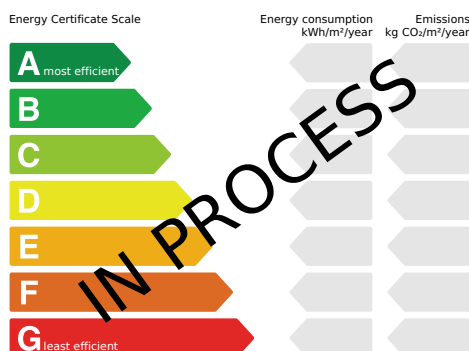 Energy Certificate Scale
Energy consumption
kWh/m²/year
Emissions
kg CO₂/m²/year
A most efficient
B
C
D
E
F
G least efficient
IN PROCESS